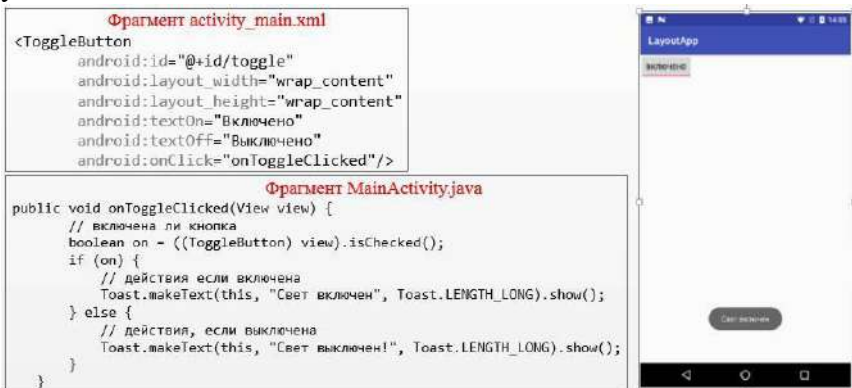 Фрагмент activity_main.xml
<ToggleButton
android:id="@+id/toggle"
android:layout_width="wrap_content"
android:layout_height="wrap_content"
android:textOn="Включено"
android:textOff="Выключено"
android:onClick="onToggleClicked"/>
Фрагмент MainActivity.java
public void onToggleClicked(View view) {
// включена ли кнопка
boolean on = ((ToggleButton) view).isChecked();
if (on) {
// действия если включена
Toast.makeText(this, "Свет включен", Toast.LENGTH_LONG).show();
} else {
// действия, если выключена
Toast.makeText(this, "Свет выключен!", Toast.LENGTH_LONG).show();
}
}
LayoutApp
ВКЛЮЧЕНО
Свет включен